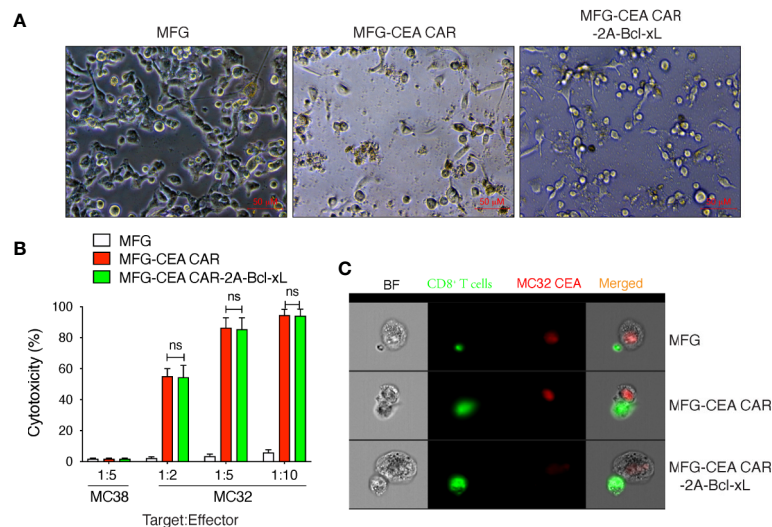 A
MFG
MFG-CEA CAR
MFG-CEA CAR
-2A-Bcl-xL
50 µM
50 µM
50 µM
B
MFG
MFG-CEA CAR
MFG-CEA CAR-2A-Bcl-xL
Cytotoxicity (%)
100
80
60
40
20
0
ns
ns
ns
1:5
1:2
1:5
1:10
MC38
MC32
Target:Effector
C
BF
CD8⁺ T cells
MC32 CEA
Merged
MFG
MFG-CEA CAR
MFG-CEA CAR
-2A-Bcl-xL